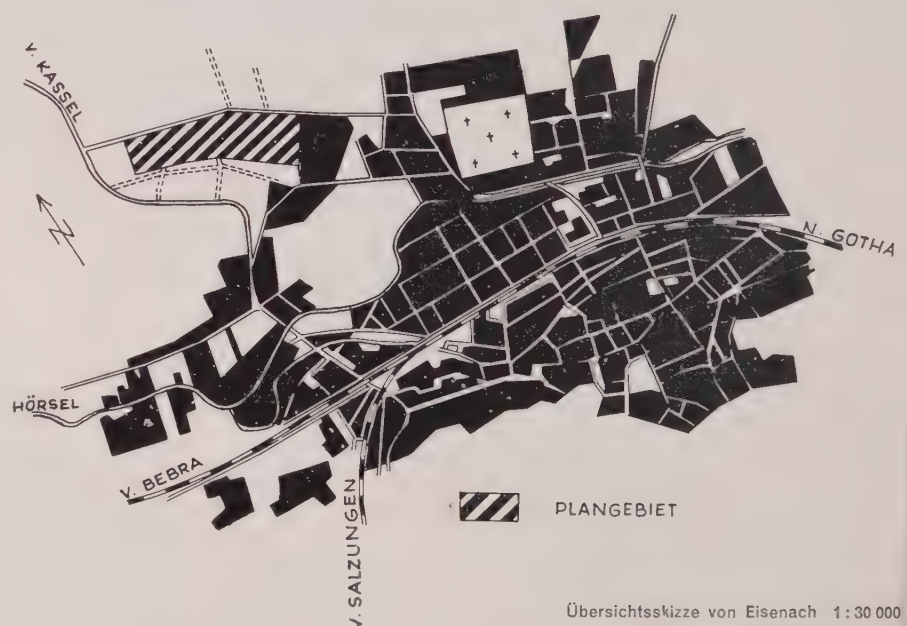 V. KASSEL
N. GOTHA
HÖRSEL
V. BEBRA
V. SALZUNGEN
PLANGEBIET
Übersichtsskizze von Eisenach 1 : 30 000